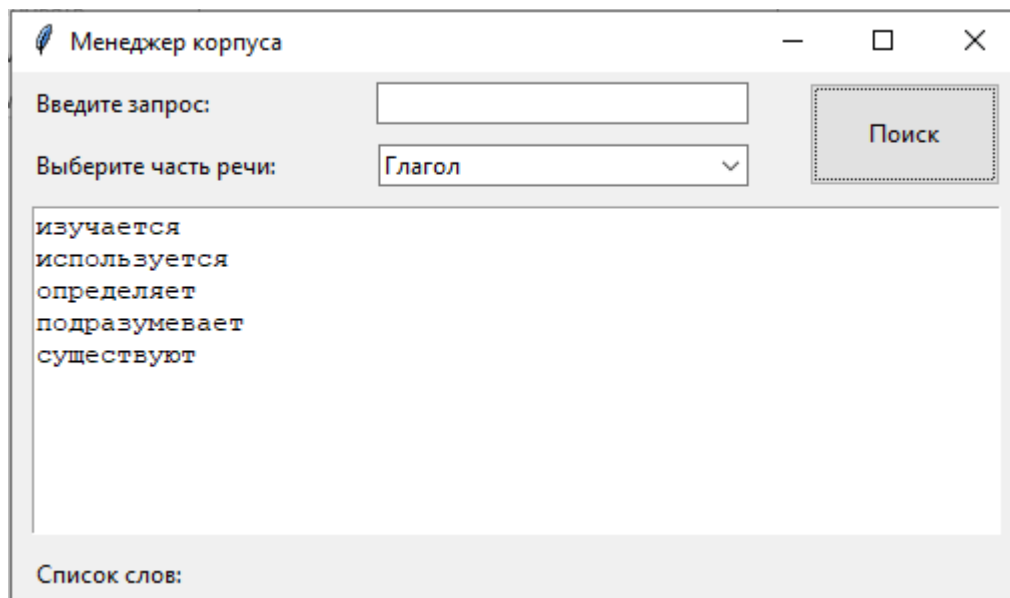 Менеджер корпуса
Введите запрос:
Поиск
Выберите часть речи:
Глагол
изучается
используется
определяет
подразумевает
существуют
Список слов: